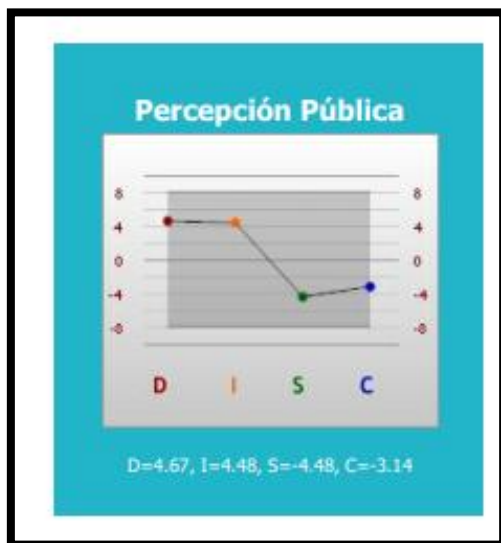 Percepción Pública
8 8
4 4
0 0
-4 -4
-8 -8
D I S C
D=4.67, I=4.48, S=-4.48, C=-3.14